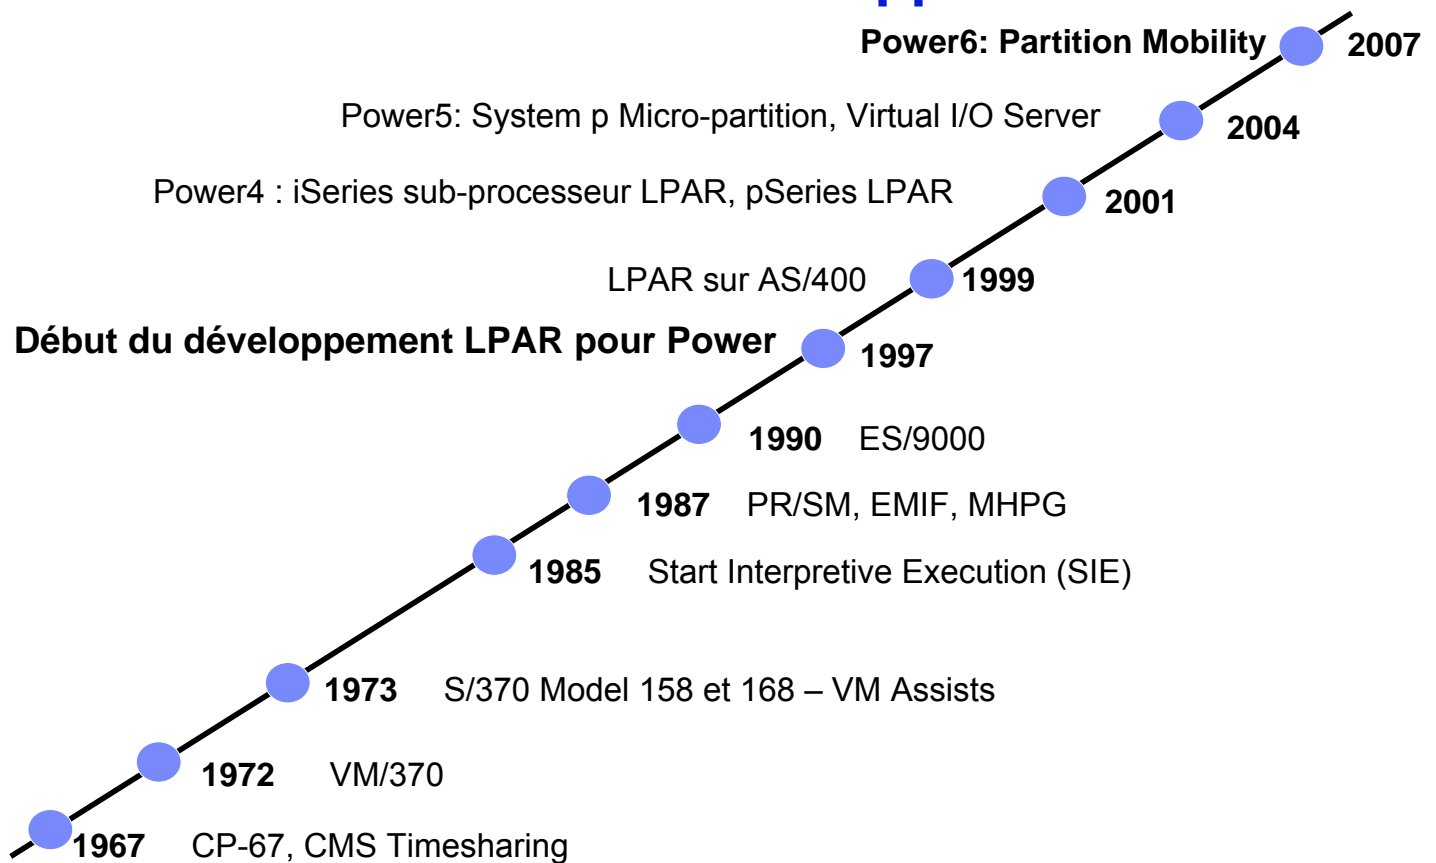 Power6: Partition Mobility 2007
Power5: System p Micro-partition, Virtual I/O Server 2004
Power4 : iSeries sub-processeur LPAR, pSeries LPAR 2001
LPAR sur AS/400 1999
Début du développement LPAR pour Power 1997
1990 ES/9000
1987 PR/SM, EMIF, MHPG
1985 Start Interpretive Execution (SIE)
1973 S/370 Model 158 et 168 – VM Assists
1972 VM/370
1967 CP-67, CMS Timesharing